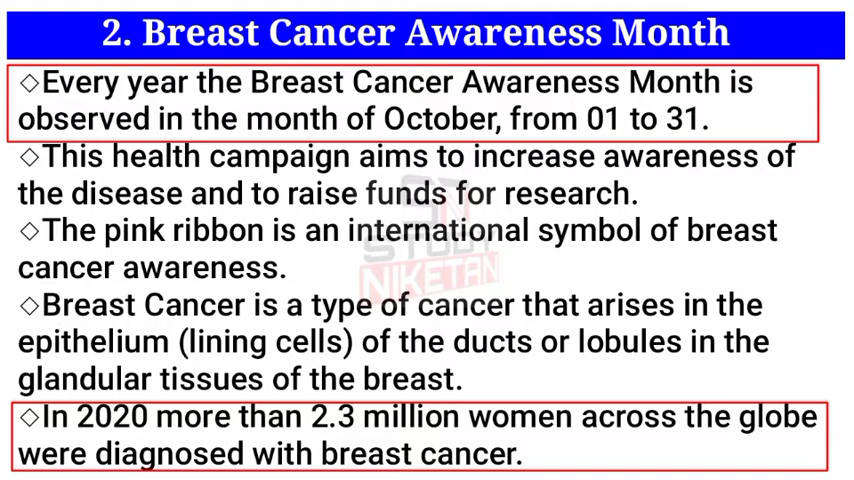 2. Breast Cancer Awareness Month
◇Every year the Breast Cancer Awareness Month is
observed in the month of October, from 01 to 31.
◇This health campaign aims to increase awareness of
the disease and to raise funds for research.
◇The pink ribbon is an international symbol of breast
cancer awareness.
◇Breast Cancer is a type of cancer that arises in the
epithelium (lining cells) of the ducts or lobules in the
glandular tissues of the breast.
◇In 2020 more than 2.3 million women across the globe
were diagnosed with breast cancer.
SN
STUDY
NIKETAN